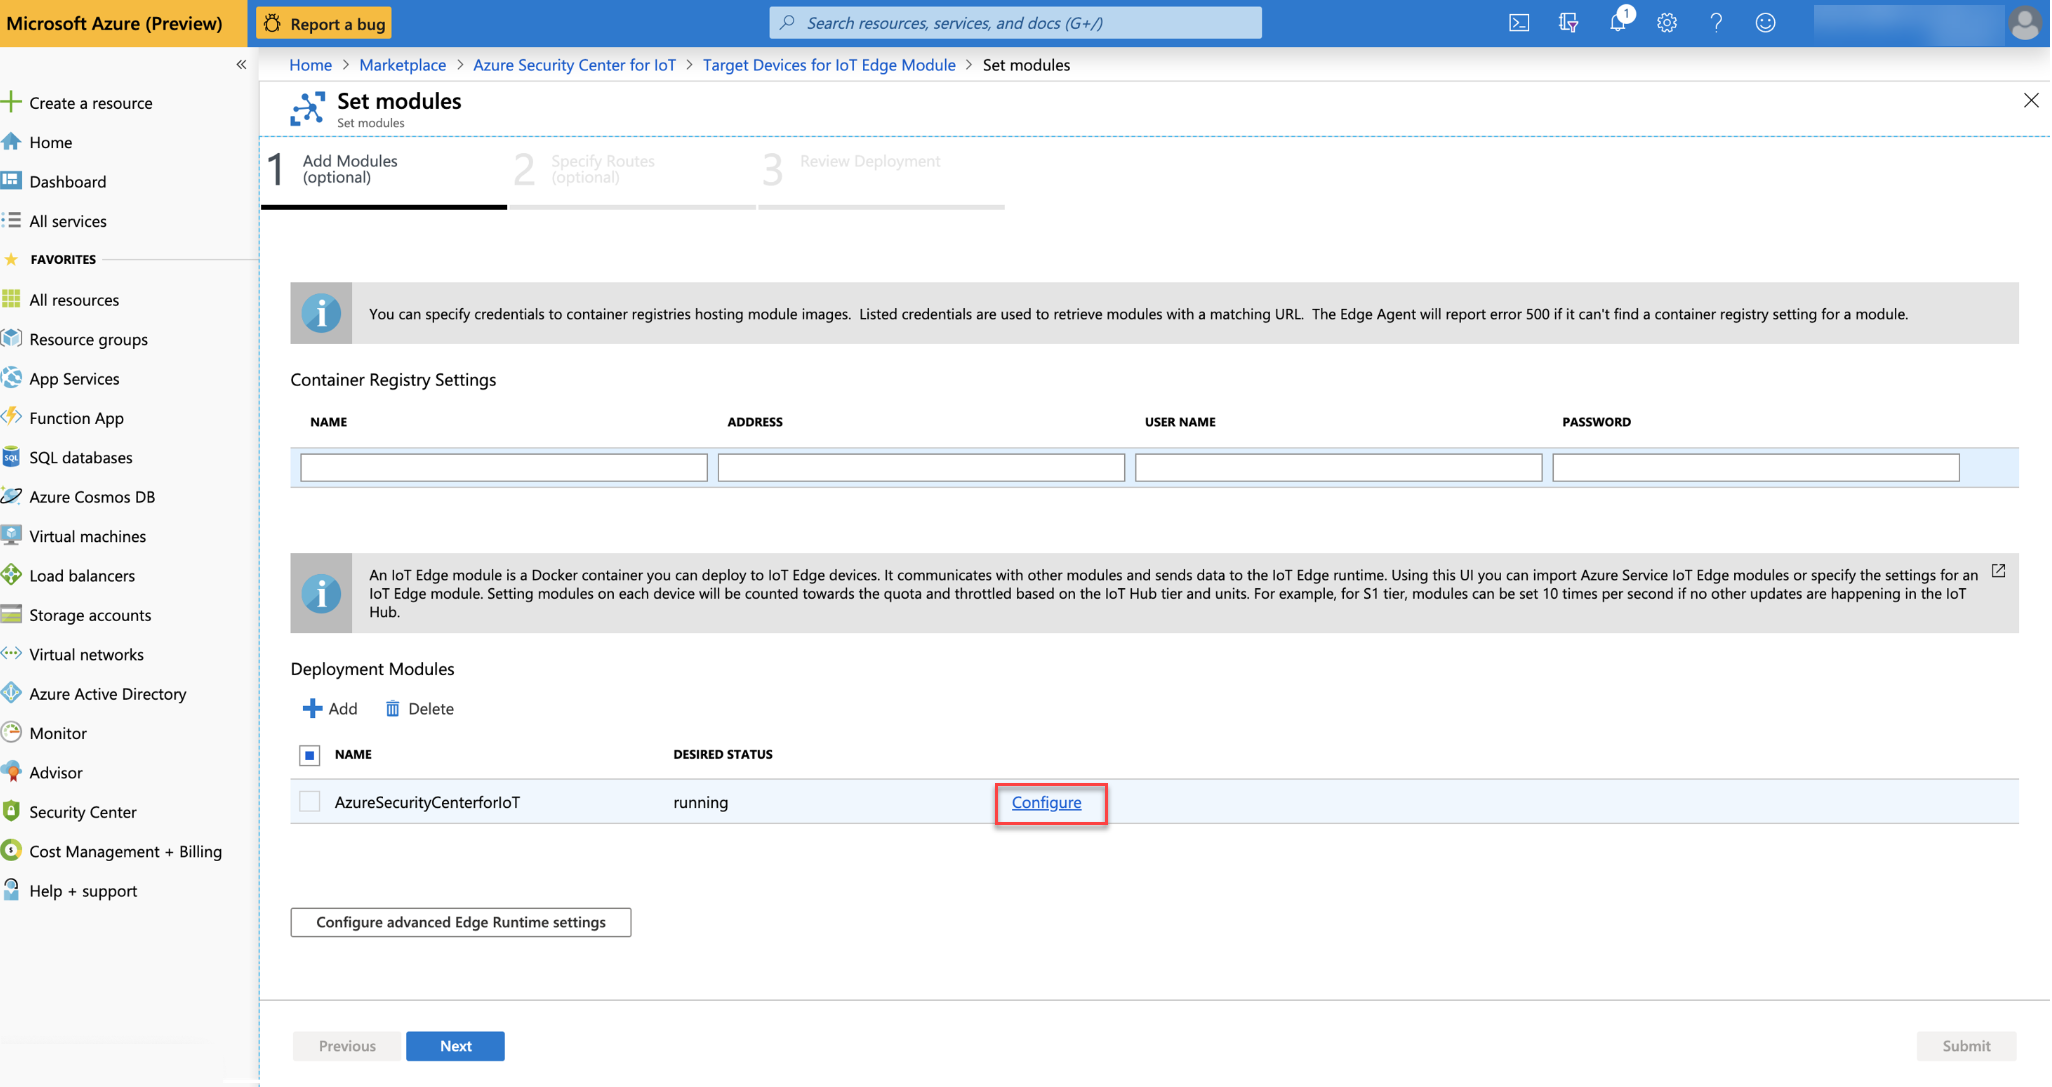 Microsoft Azure (Preview)
Report a bug
Search resources, services, and docs (G+/)
1
«
Home > Marketplace > Azure Security Center for IoT > Target Devices for IoT Edge Module > Set modules
Create a resource
Home
Dashboard
All services
FAVORITES
All resources
Resource groups
App Services
Function App
SQL databases
Azure Cosmos DB
Virtual machines
Load balancers
Storage accounts
Virtual networks
Azure Active Directory
Monitor
Advisor
Security Center
Cost Management + Billing
Help + support
Set modules
Set modules
1
Add Modules
(optional)
2
Specify Routes
(optional)
3
Review Deployment
You can specify credentials to container registries hosting module images. Listed credentials are used to retrieve modules with a matching URL. The Edge Agent will report error 500 if it can't find a container registry setting for a module.
Container Registry Settings
NAME ADDRESS USER NAME PASSWORD
An IoT Edge module is a Docker container you can deploy to IoT Edge devices. It communicates with other modules and sends data to the IoT Edge runtime. Using this UI you can import Azure Service IoT Edge modules or specify the settings for an
IoT Edge module. Setting modules on each device will be counted towards the quota and throttled based on the IoT Hub tier and units. For example, for S1 tier, modules can be set 10 times per second if no other updates are happening in the IoT
Hub.
Deployment Modules
Add Delete
NAME DESIRED STATUS
AzureSecurityCenterforIoT running Configure
Configure advanced Edge Runtime settings
Previous Next Submit